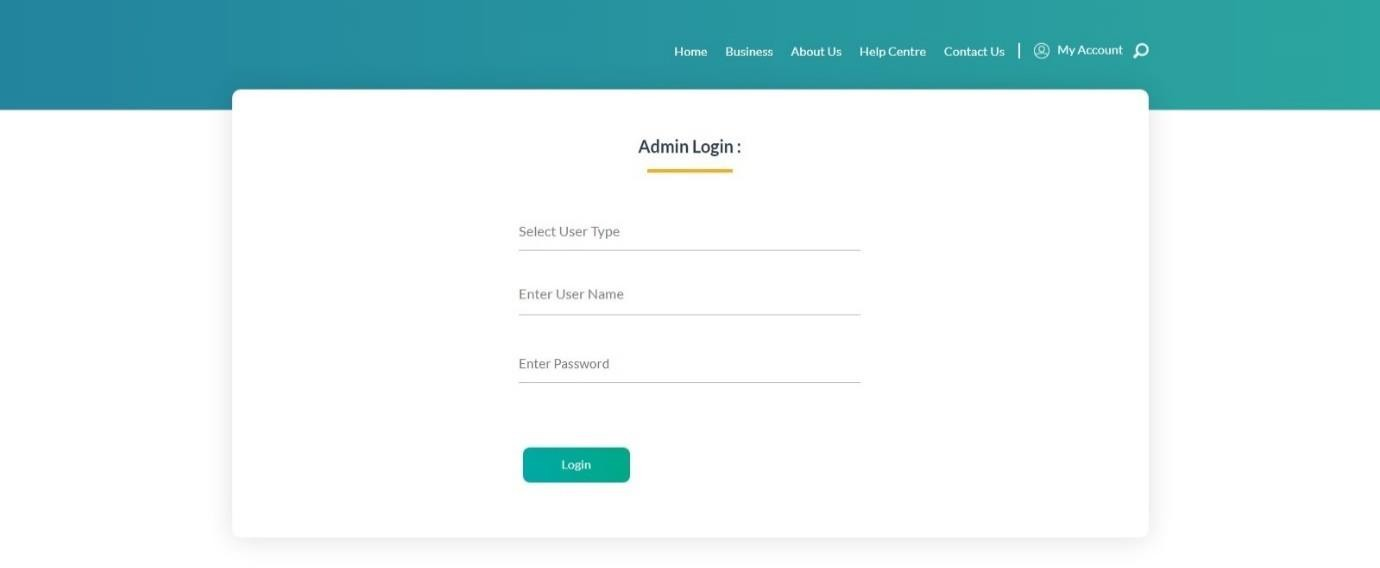 Home Business About Us Help Centre Contact Us | My Account
Admin Login :
Select User Type
Enter User Name
Enter Password
Login